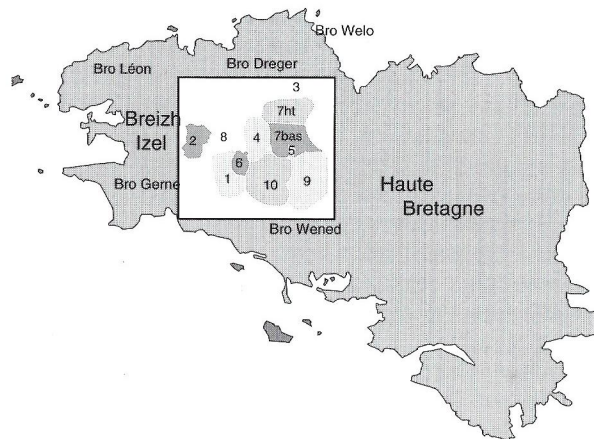 Bro Welo
Bro Léon
Bro Dreger
3
7ht
Breizh
Izel
2
8
4
7bas
5
6
1
10
9
Bro Gerne
Haute
Bretagne
Bro Wened